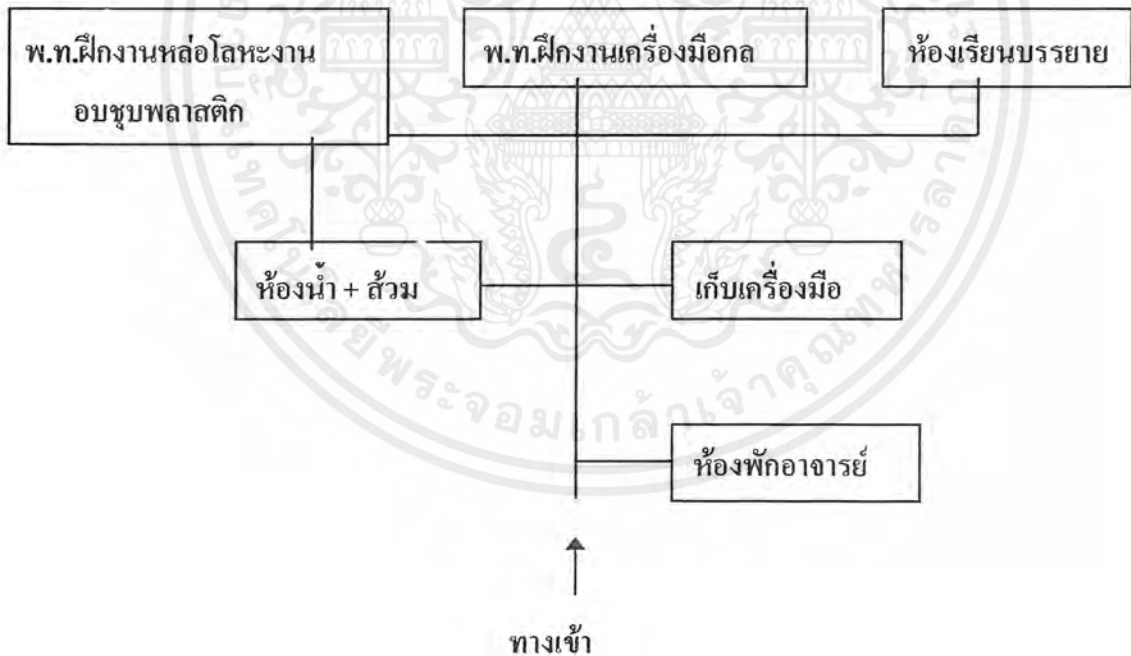 พ.ท.ฝึกงานหล่อโลหะงาน
อบชุบพลาสติก
พ.ท.ฝึกงานเครื่องมือกล
ห้องเรียนบรรยาย
ห้องน้ำ + ส้วม
เก็บเครื่องมือ
ห้องพักอาจารย์
ทางเข้า